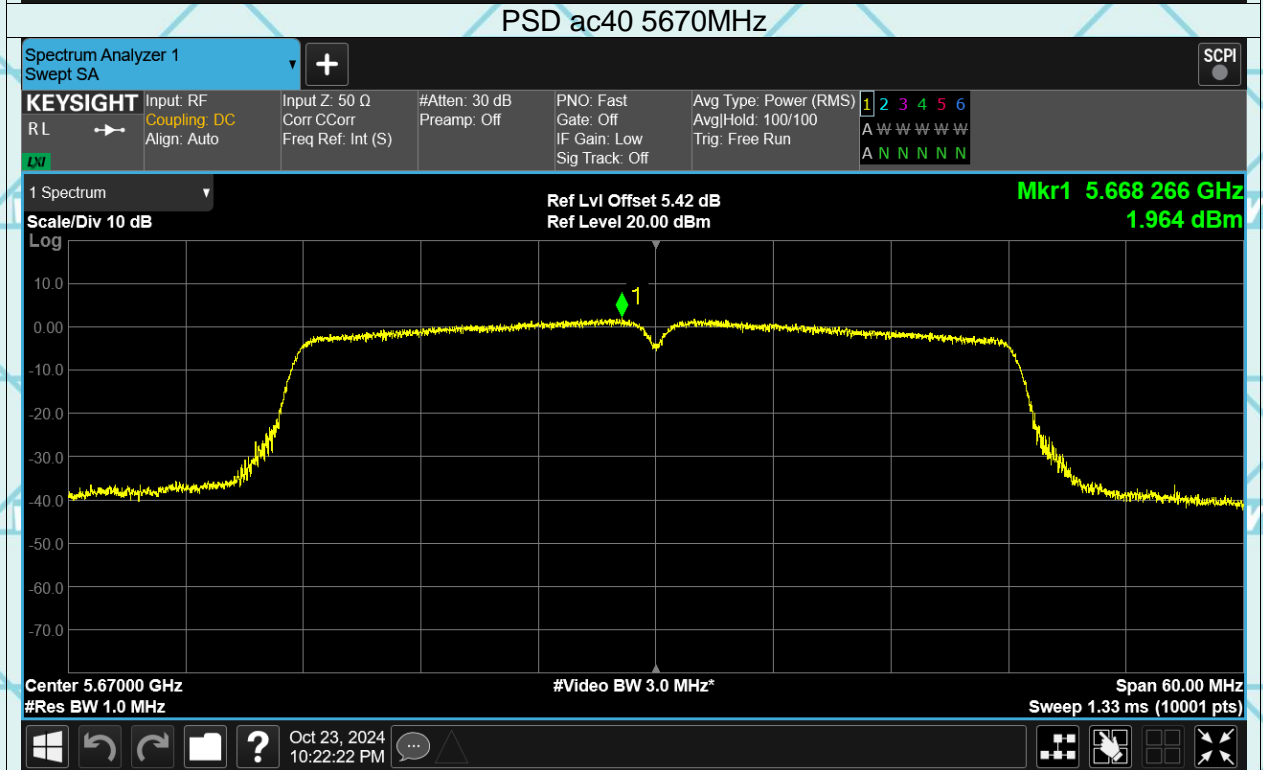 PSD ac40 5670MHz
Spectrum Analyzer 1
Swept SA
+
SCPI
KEYSIGHT
RL
LXI
Input: RF
Coupling: DC
Align: Auto
Input Z: 50 Ω
Corr CCorr
Freq Ref: Int (S)
#Atten: 30 dB
Preamp: Off
PNO: Fast
Gate: Off
IF Gain: Low
Sig Track: Off
Avg Type: Power (RMS)
Avg|Hold: 100/100
Trig: Free Run
1 2 3 4 5 6
A W W W W W
A N N N N N
1 Spectrum
Scale/Div 10 dB
Ref Lvl Offset 5.42 dB
Ref Level 20.00 dBm
Mkr1 5.668 266 GHz
1.964 dBm
Log
1
10.0
0.00
-10.0
-20.0
-30.0
-40.0
-50.0
-60.0
-70.0
Center 5.67000 GHz
#Res BW 1.0 MHz
#Video BW 3.0 MHz*
Span 60.00 MHz
Sweep 1.33 ms (10001 pts)
?
Oct 23, 2024
10:22:22 PM